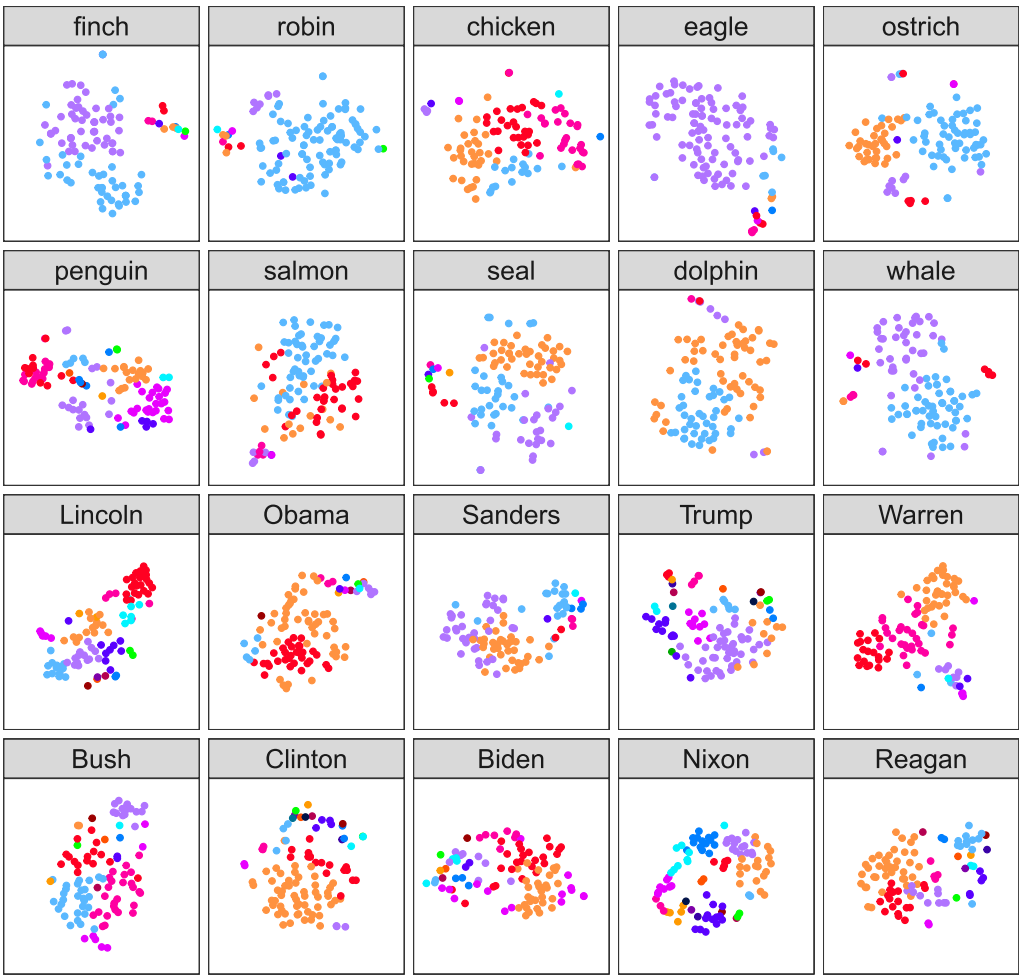 finch robin chicken eagle ostrich
penguin salmon seal dolphin whale
Lincoln Obama Sanders Trump Warren
Bush Clinton Biden Nixon Reagan